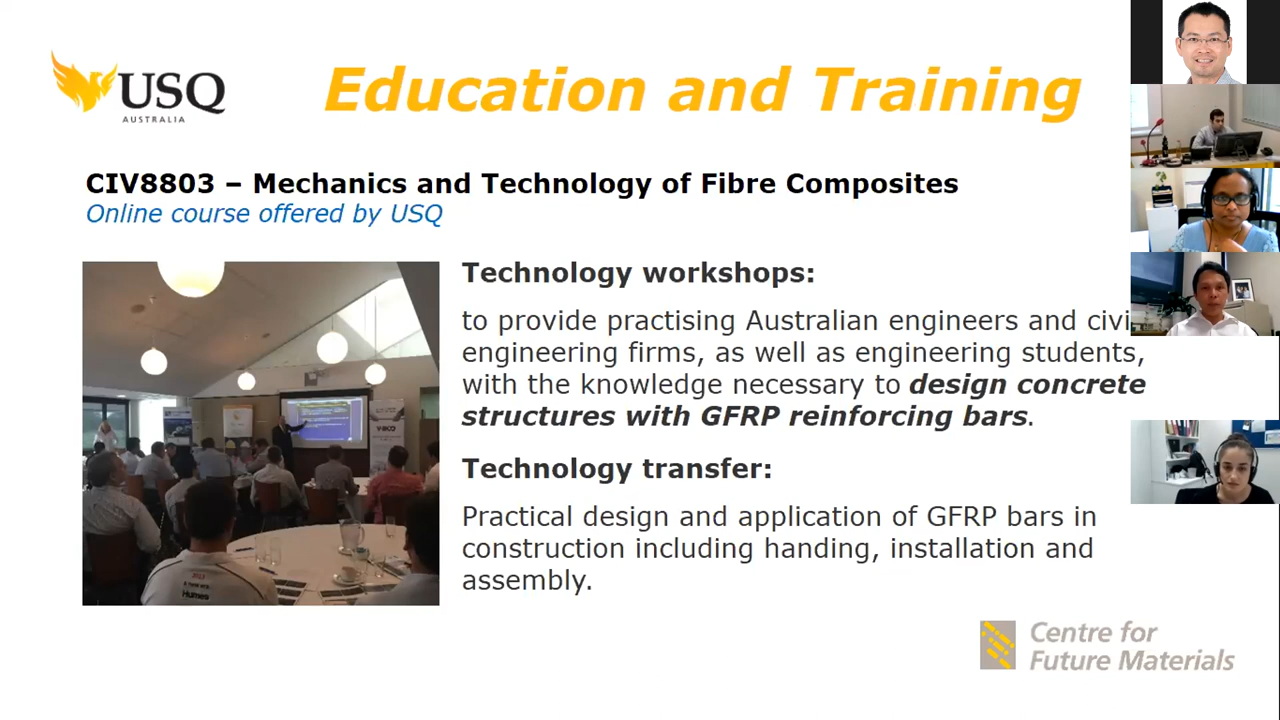 USQ
AUSTRALIA
Education and Training
CIV8803 – Mechanics and Technology of Fibre Composites
Online course offered by USQ
Technology workshops:
to provide practising Australian engineers and civi
engineering firms, as well as engineering students,
with the knowledge necessary to design concrete
structures with GFRP reinforcing bars.
Technology transfer:
Practical design and application of GFRP bars in
construction including handing, installation and
assembly.
Humes
Centre for
Future Materials